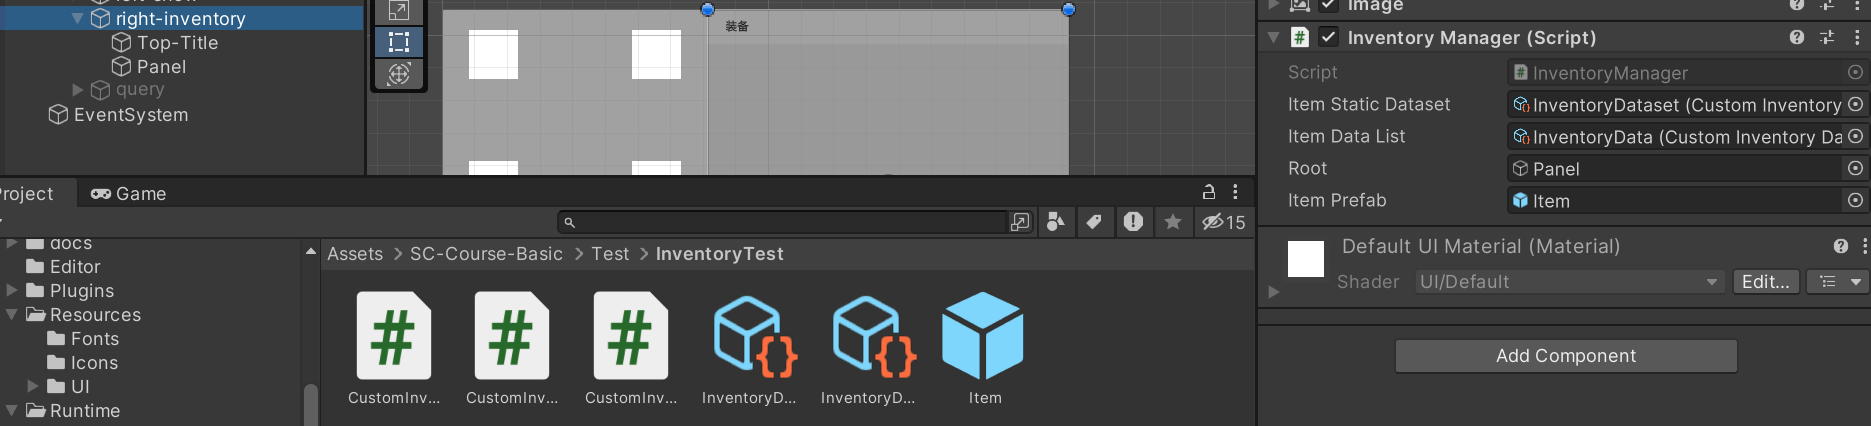 right-inventory
Top-Title
Panel
query
EventSystem
装备
Project
Game
15
docs
Editor
Plugins
Resources
Fonts
Icons
UI
Runtime
Assets > SC-Course-Basic > Test > InventoryTest
CustomInv...
CustomInv...
CustomInv...
InventoryD...
InventoryD...
Item
Image
Inventory Manager (Script)
Script
InventoryManager
Item Static Dataset
InventoryDataset (Custom Inventory
Item Data List
InventoryData (Custom Inventory Da
Root
Panel
Item Prefab
Item
Default UI Material (Material)
Shader
UI/Default
Edit...
Add Component